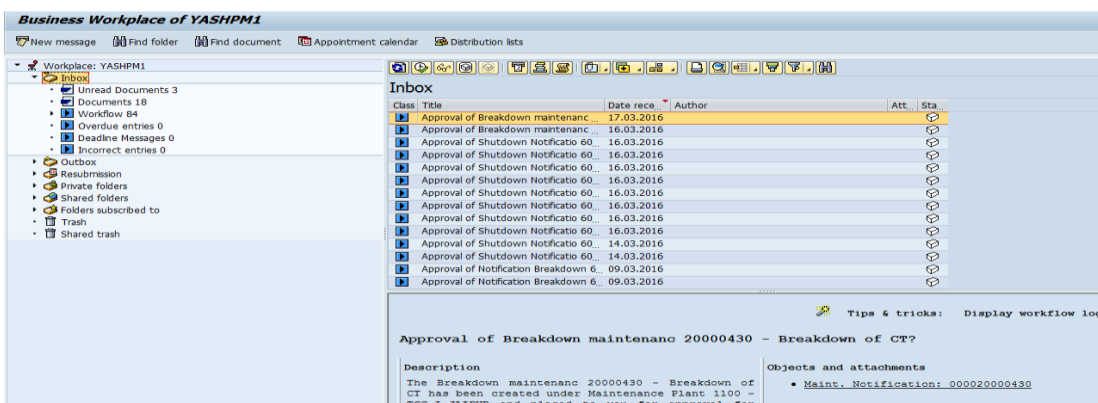 Business Workplace of YASHPM1
New message Find folder Find document Appointment calendar Distribution lists
Workplace: YASHPM1
Inbox
Unread Documents 3
Documents 18
Workflow 84
Overdue entries 0
Deadline Messages 0
Incorrect entries 0
Outbox
Resubmission
Private folders
Shared folders
Folders subscribed to
Trash
Shared trash
Inbox
Class Title Date rece... Author Att... Sta...
Approval of Breakdown maintenanc ... 17.03.2016
Approval of Breakdown maintenanc ... 16.03.2016
Approval of Shutdown Notificatio 60... 16.03.2016
Approval of Shutdown Notificatio 60... 16.03.2016
Approval of Shutdown Notificatio 60... 16.03.2016
Approval of Shutdown Notificatio 60... 16.03.2016
Approval of Shutdown Notificatio 60... 16.03.2016
Approval of Shutdown Notificatio 60... 16.03.2016
Approval of Shutdown Notificatio 60... 16.03.2016
Approval of Shutdown Notificatio 60... 16.03.2016
Approval of Shutdown Notificatio 60... 14.03.2016
Approval of Shutdown Notificatio 60... 14.03.2016
Approval of Notification Breakdown 6... 09.03.2016
Approval of Notification Breakdown 6... 09.03.2016
Tips & tricks: Display workflow log
Approval of Breakdown maintenanc 20000430 - Breakdown of CT?
Description
The Breakdown maintenanc 20000430 - Breakdown of
CT has been created under Maintenance Plant 1100 -
and placed to you for approval for
Objects and attachments
Maint. Notification: 000020000430